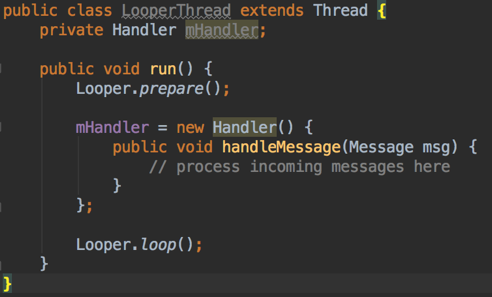 public class LooperThread extends Thread {
    private Handler mHandler;

    public void run() {
        Looper.prepare();

        mHandler = new Handler() {
            public void handleMessage(Message msg) {
                // process incoming messages here
            }
        };

        Looper.loop();
    }
}